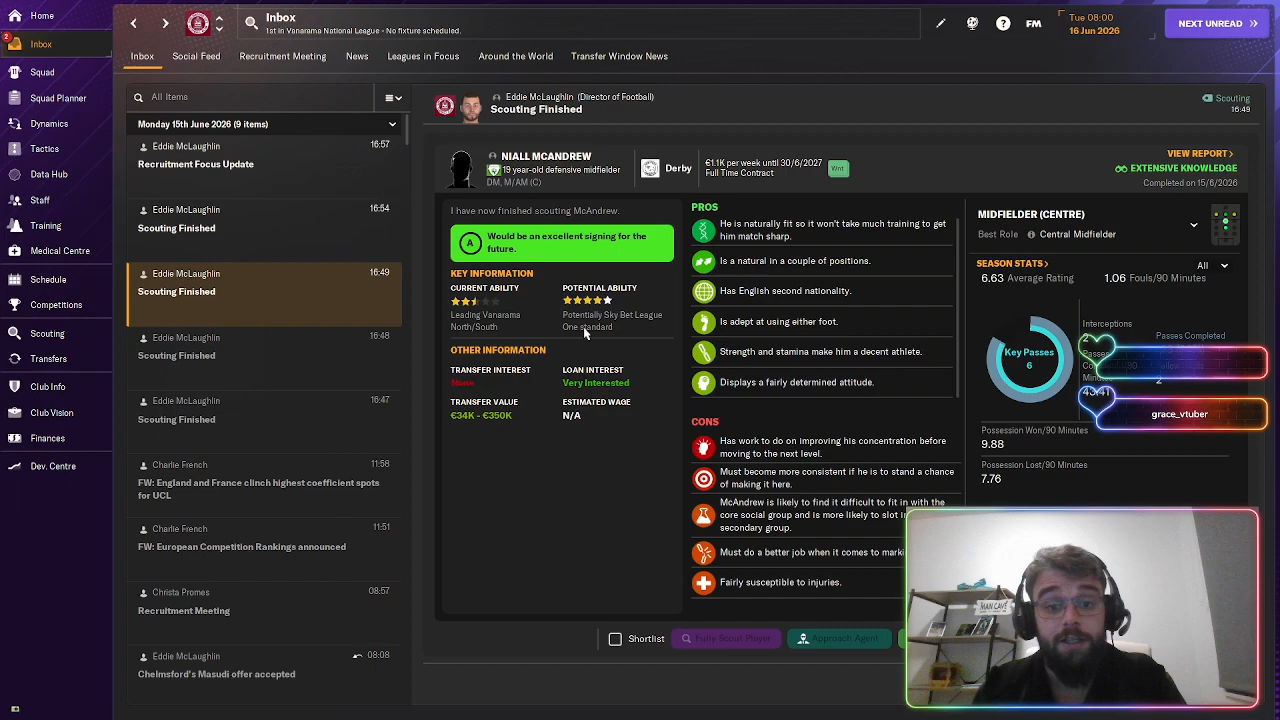 Home
2
Inbox
Squad
Squad Planner
Dynamics
Tactics
Data Hub
Staff
Training
Medical Centre
Schedule
Competitions
Scouting
Transfers
Club Info
Club Vision
Finances
Dev. Centre
Inbox
1st in Vanarama National League - No fixture scheduled.
FM
Tue 08:00
16 Jun 2026
NEXT UNREAD
Inbox
Social Feed
Recruitment Meeting
News
Leagues in Focus
Around the World
Transfer Window News
All Items
Monday 15th June 2026 (9 items)
Eddie McLaughlin
16:57
Recruitment Focus Update
Eddie McLaughlin
16:54
Scouting Finished
Eddie McLaughlin
16:49
Scouting Finished
Eddie McLaughlin
16:48
Scouting Finished
Eddie McLaughlin
16:47
Scouting Finished
Charlie French
11:58
FW: England and France clinch highest coefficient spots
for UCL
Charlie French
11:51
FW: European Competition Rankings announced
Christa Promes
08:57
Recruitment Meeting
Eddie McLaughlin
08:08
Chelmsford's Masudi offer accepted
Eddie McLaughlin (Director of Football)
Scouting Finished
Scouting
16:49
NIALL MCANDREW
19 year-old defensive midfielder
DM, M/AM (C)
Derby
€1.1K per week until 30/6/2027
Full Time Contract
Wnt
VIEW REPORT
EXTENSIVE KNOWLEDGE
Completed on 15/6/2026
I have now finished scouting McAndrew.
A
Would be an excellent signing for the
future.
KEY INFORMATION
CURRENT ABILITY
POTENTIAL ABILITY
Leading Vanarama
North/South
Potentially Sky Bet League
One standard
OTHER INFORMATION
TRANSFER INTEREST
LOAN INTEREST
None
Very Interested
TRANSFER VALUE
ESTIMATED WAGE
€34K - €350K
N/A
PROS
He is naturally fit so it won't take much training to get
him match sharp.
Is a natural in a couple of positions.
Has English second nationality.
Is adept at using either foot.
Strength and stamina make him a decent athlete.
Displays a fairly determined attitude.
CONS
Has work to do on improving his concentration before
moving to the next level.
Must become more consistent if he is to stand a chance
of making it here.
McAndrew is likely to find it difficult to fit in with the
core social group and is more likely to slot in
secondary group.
Must do a better job when it comes to
Fairly susceptible to injuries.
MIDFIELDER (CENTRE)
Best Role
Central Midfielder
SEASON STATS
All
6.63 Average Rating
1.06 Fouls/90 Minutes
Key Passes
6
Interceptions
Passes Completed
2
grace_vtuber
Possession Won/90 Minutes
9.88
Possession Lost/90 Minutes
7.76
Shortlist
Fully Scout Player
Approach Agent
MAN CAVE